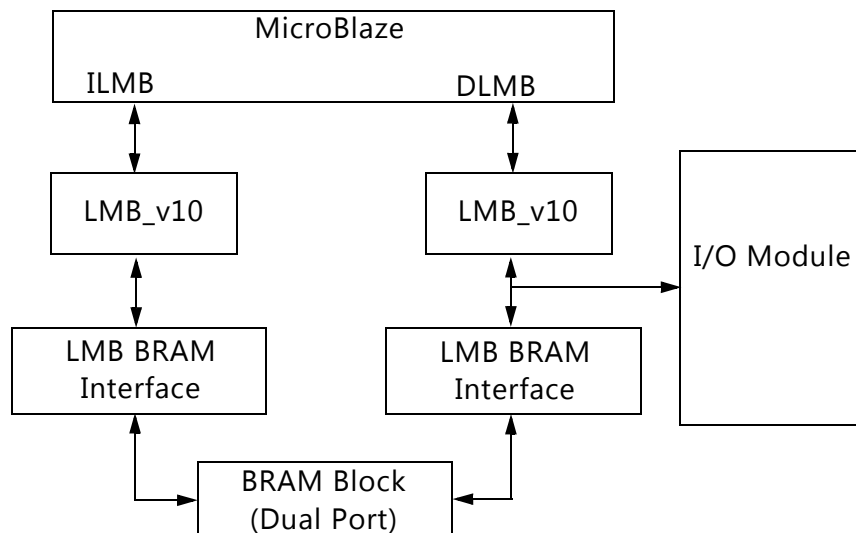 MicroBlaze
ILMB
DLMB
LMB_v10
LMB_v10
I/O Module
LMB BRAM
Interface
LMB BRAM
Interface
BRAM Block
(Dual Port)